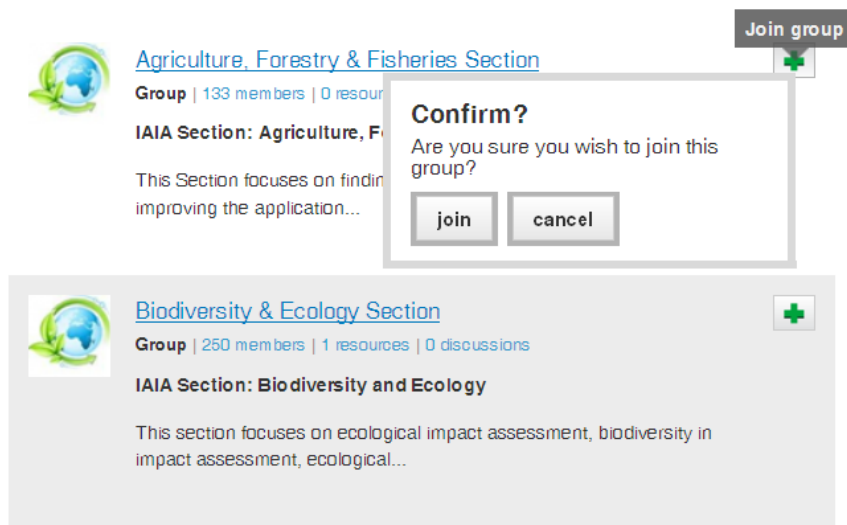 Join group
Agriculture, Forestry & Fisheries Section
Group | 133 members | 0
IAIA Section: Agriculture,
Confirm?
Are you sure you wish to join this
group?
This Section focuses on
improving the application...
join
cancel
Biodiversity & Ecology Section
Group | 250 members | 1 resources | 0 discussions
IAIA Section: Biodiversity and Ecology
This section focuses on ecological impact assessment, biodiversity in
impact assessment, ecological...